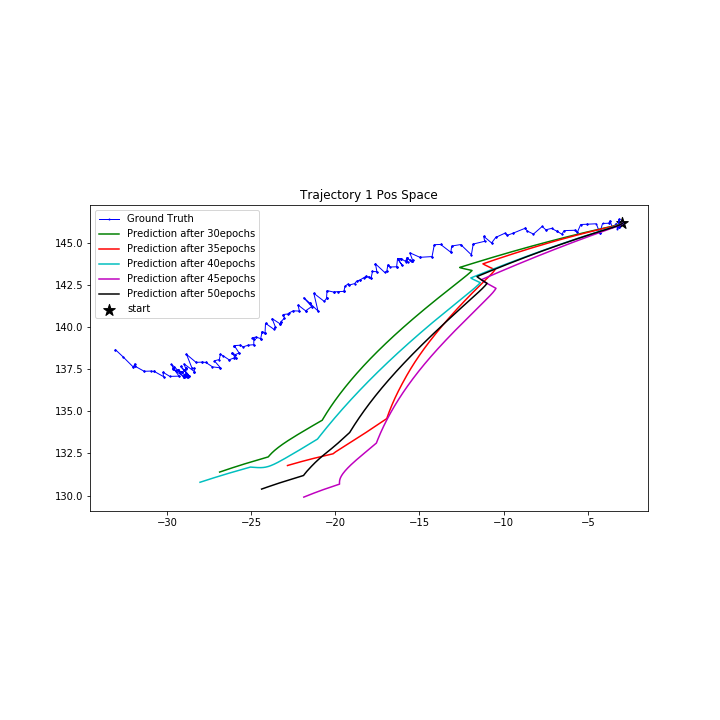 Trajectory 1 Pos Space
Ground Truth
Prediction after 30epochs
Prediction after 35epochs
Prediction after 40epochs
Prediction after 45epochs
Prediction after 50epochs
start
145.0
142.5
140.0
137.5
135.0
132.5
130.0
−30 −25 −20 −15 −10 −5